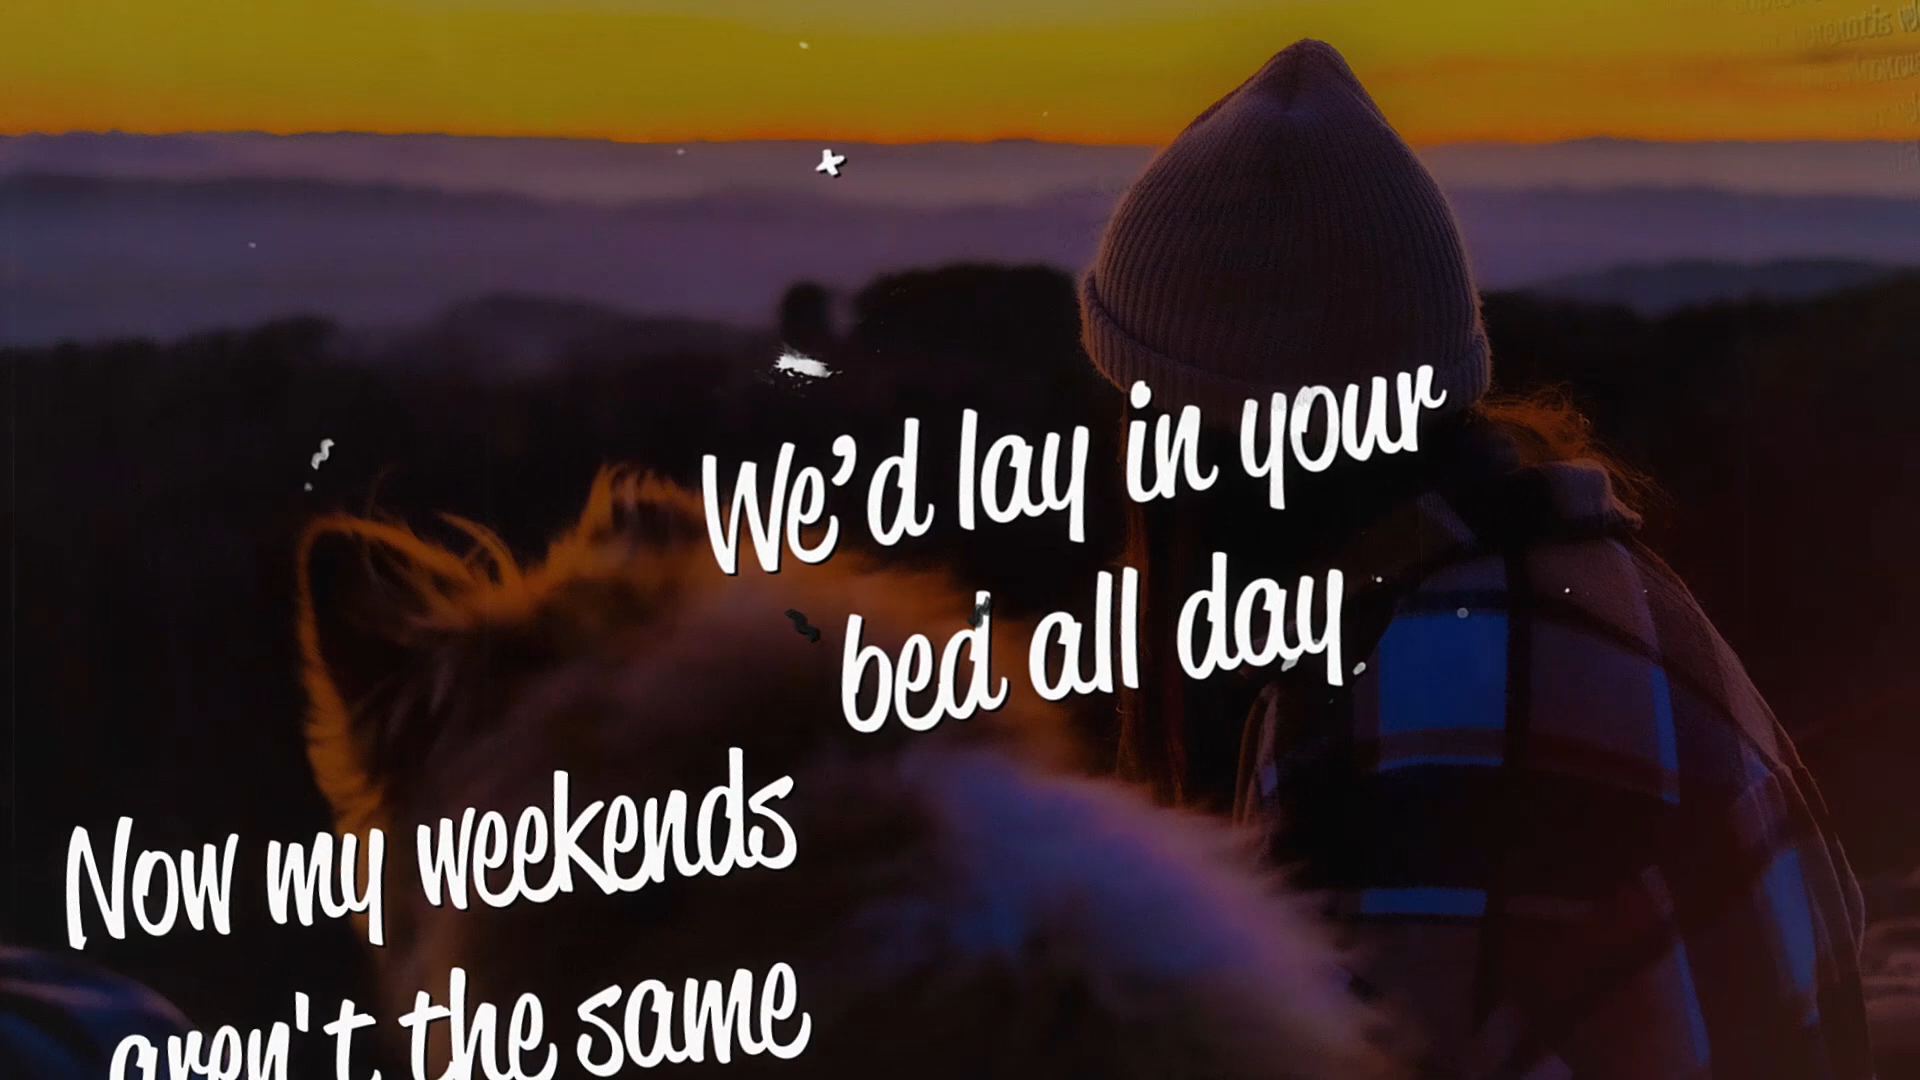 We’d lay in your
bed all day
Now my weekends
aren't the same